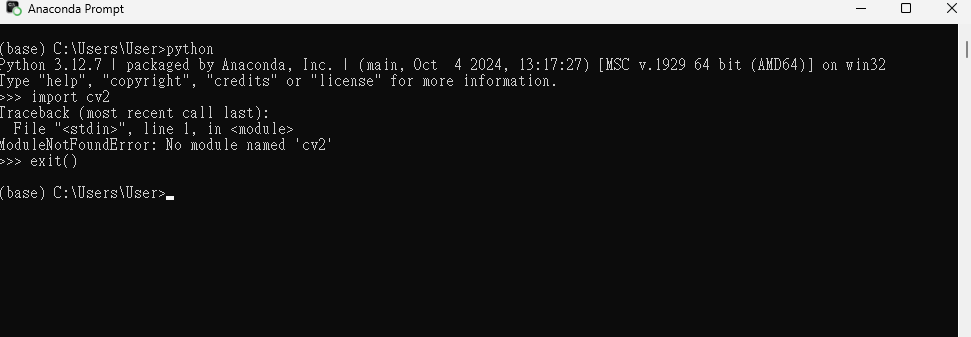 Anaconda Prompt
(base) C:\Users\User>python
Python 3.12.7 | packaged by Anaconda, Inc. | (main, Oct  4 2024, 13:17:27) [MSC v.1929 64 bit (AMD64)] on win32
Type "help", "copyright", "credits" or "license" for more information.
>>> import cv2
Traceback (most recent call last):
  File "<stdin>", line 1, in <module>
ModuleNotFoundError: No module named 'cv2'
>>> exit()
(base) C:\Users\User>